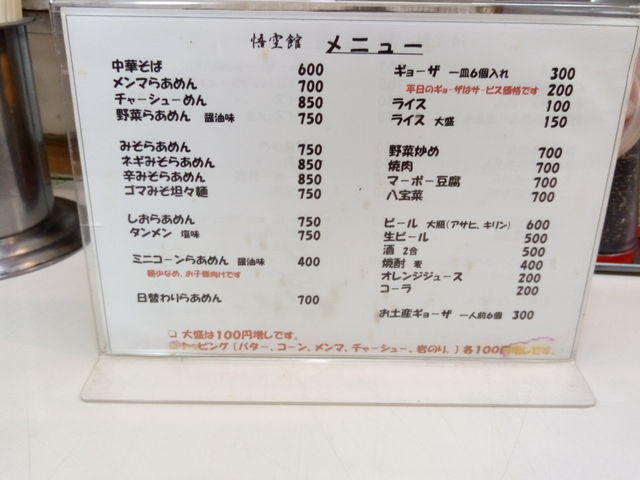 悟空館 メニュー
中華そば 600
メンマらあめん 700
チャーシューめん 850
野菜らあめん 醤油味 750
みそらあめん 750
ネギみそらあめん 850
辛みそらあめん 850
ゴマみそ坦々麺 750
しおらあめん 750
タンメン 塩味 750
ミニコーンらあめん 醤油味 400
麺少なめ、お子様向けです
日替わりらあめん 700
ギョーザ 一皿6個入れ 300
平日のギョーザはサービス価格です 200
ライス 100
ライス 大盛 150
野菜炒め 700
焼肉 700
マーボー豆腐 700
八宝菜 700
ビール 大瓶(アサヒ、キリン) 600
生ビール 500
酒 2合 500
焼酎 麦 400
オレンジジュース 200
コーラ 200
お土産ギョーザ 一人前6個 300
□ 大盛は100円増しです。
□ トッピング〔バター、コーン、メンマ、チャーシュー、岩のり、〕各100円増しです。